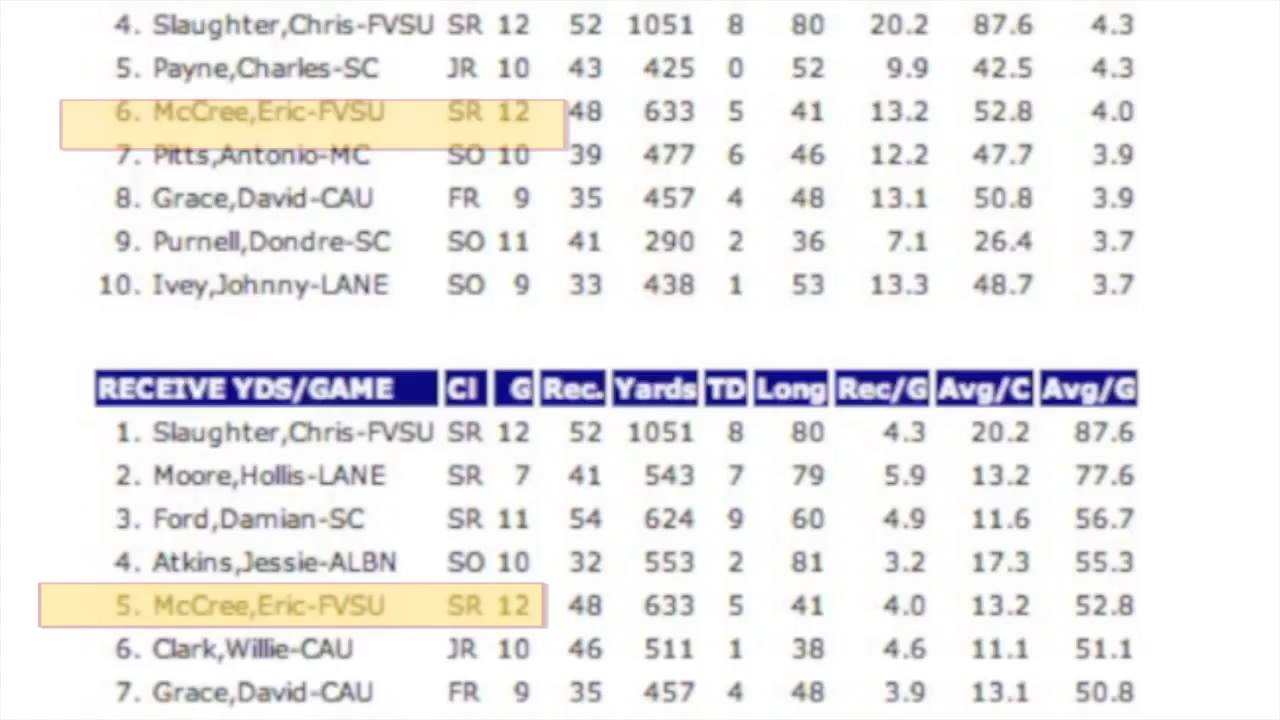 4. Slaughter,Chris-FVSU SR 12 52 1051 8 80 20.2 87.6 4.3
5. Payne,Charles-SC JR 10 43 425 0 52 9.9 42.5 4.3
6. McCree,Eric-FVSU SR 12 48 633 5 41 13.2 52.8 4.0
7. Pitts,Antonio-MC SO 10 39 477 6 46 12.2 47.7 3.9
8. Grace,David-CAU FR 9 35 457 4 48 13.1 50.8 3.9
9. Purnell,Dondre-SC SO 11 41 290 2 36 7.1 26.4 3.7
10. Ivey,Johnny-LANE SO 9 33 438 1 53 13.3 48.7 3.7
RECEIVE YDS/GAME Cl G Rec. Yards TD Long Rec/G Avg/C Avg/G
1. Slaughter,Chris-FVSU SR 12 52 1051 8 80 4.3 20.2 87.6
2. Moore,Hollis-LANE SR 7 41 543 7 79 5.9 13.2 77.6
3. Ford,Damian-SC SR 11 54 624 9 60 4.9 11.6 56.7
4. Atkins,Jessie-ALBN SO 10 32 553 2 81 3.2 17.3 55.3
5. McCree,Eric-FVSU SR 12 48 633 5 41 4.0 13.2 52.8
6. Clark,Willie-CAU JR 10 46 511 1 38 4.6 11.1 51.1
7. Grace,David-CAU FR 9 35 457 4 48 3.9 13.1 50.8